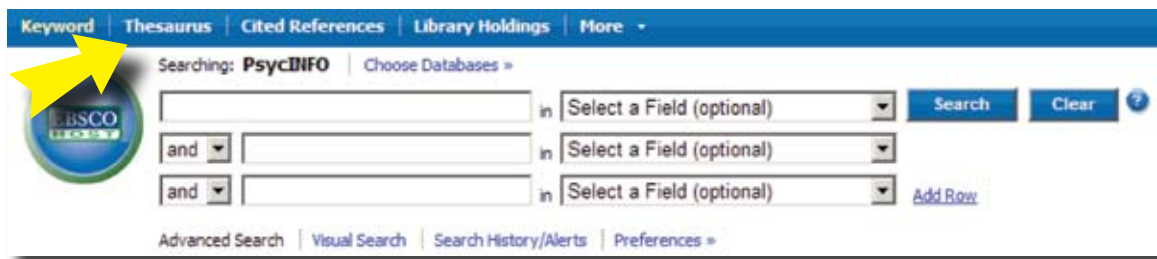 Keyword | Thesaurus | Cited References | Library Holdings | More
Searching: PsycINFO | Choose Databases »
in Select a Field (optional) Search Clear ?
EBSCO
HOST
and in Select a Field (optional)
and in Select a Field (optional) Add Row
Advanced Search | Visual Search | Search History/Alerts | Preferences »